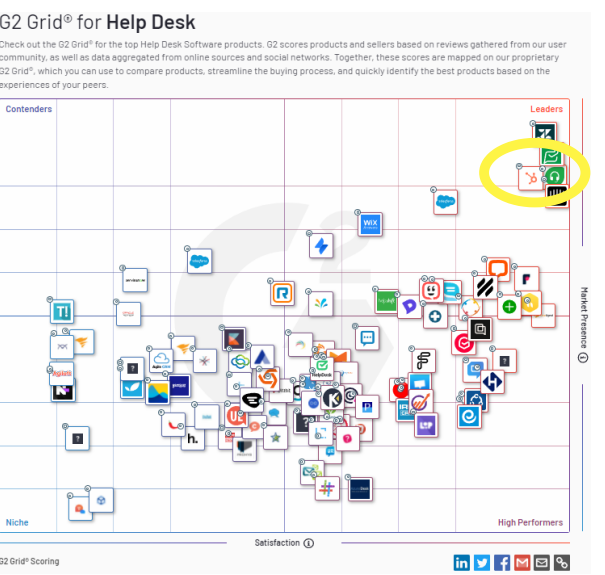 G2 Grid® for Help Desk
Check out the G2 Grid® for the top Help Desk Software products. G2 scores products and sellers based on reviews gathered from our user
community, as well as data aggregated from online sources and social networks. Together, these scores are mapped on our proprietary
G2 Grid®, which you can use to compare products, streamline the buying process, and quickly identify the best products based on the
experiences of your peers.
Contenders
Leaders
WIX
Market Presence
Niche
High Performers
Satisfaction
G2 Grid® Scoring